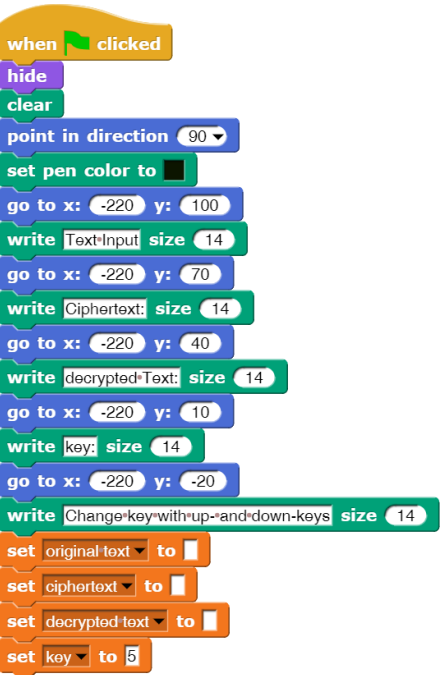 when clicked
hide
clear
point in direction 90
set pen color to
go to x: -220 y: 100
write Text Input size 14
go to x: -220 y: 70
write Ciphertext: size 14
go to x: -220 y: 40
write decrypted Text: size 14
go to x: -220 y: 10
write key: size 14
go to x: -220 y: -20
write Change key with up- and down-keys size 14
set original text to
set ciphertext to
set decrypted text to
set key to 5